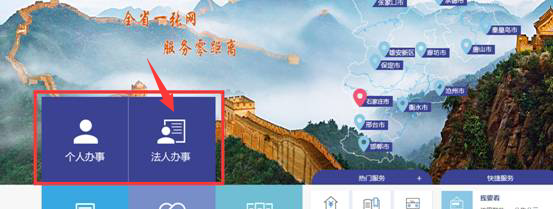 全省一张网
服务零距离
张家口市
承德市
秦皇岛市
唐山市
廊坊市
雄安新区
保定市
沧州市
石家庄市
衡水市
邢台市
邯郸市
个人办事
法人办事
热门服务 +
快捷服务
我要看